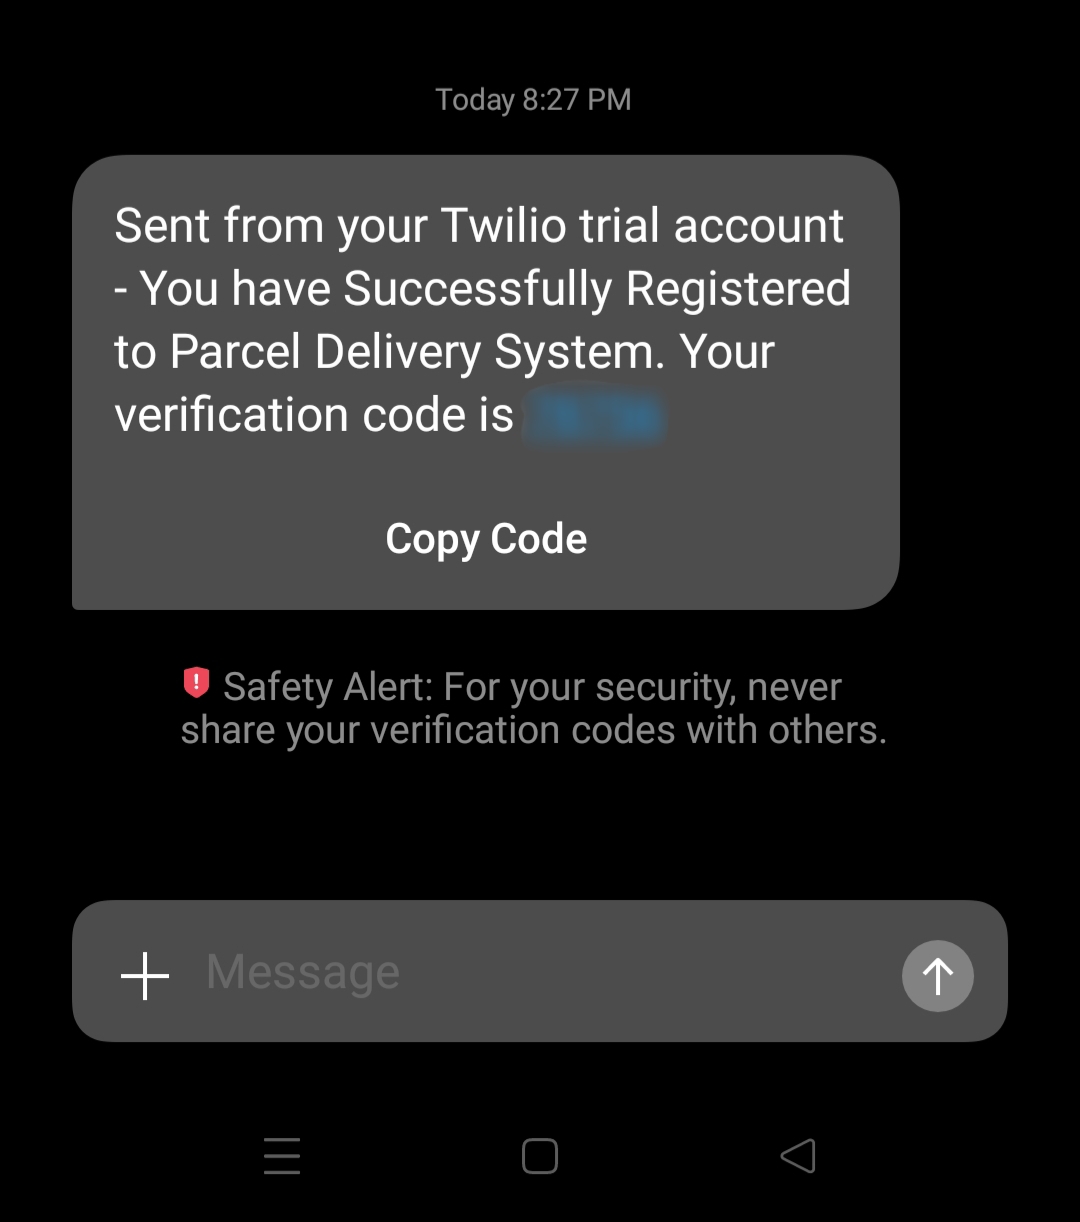 Today 8:27 PM
Sent from your Twilio trial account
- You have Successfully Registered
to Parcel Delivery System. Your
verification code is
Copy Code
Safety Alert: For your security, never
share your verification codes with others.
Message